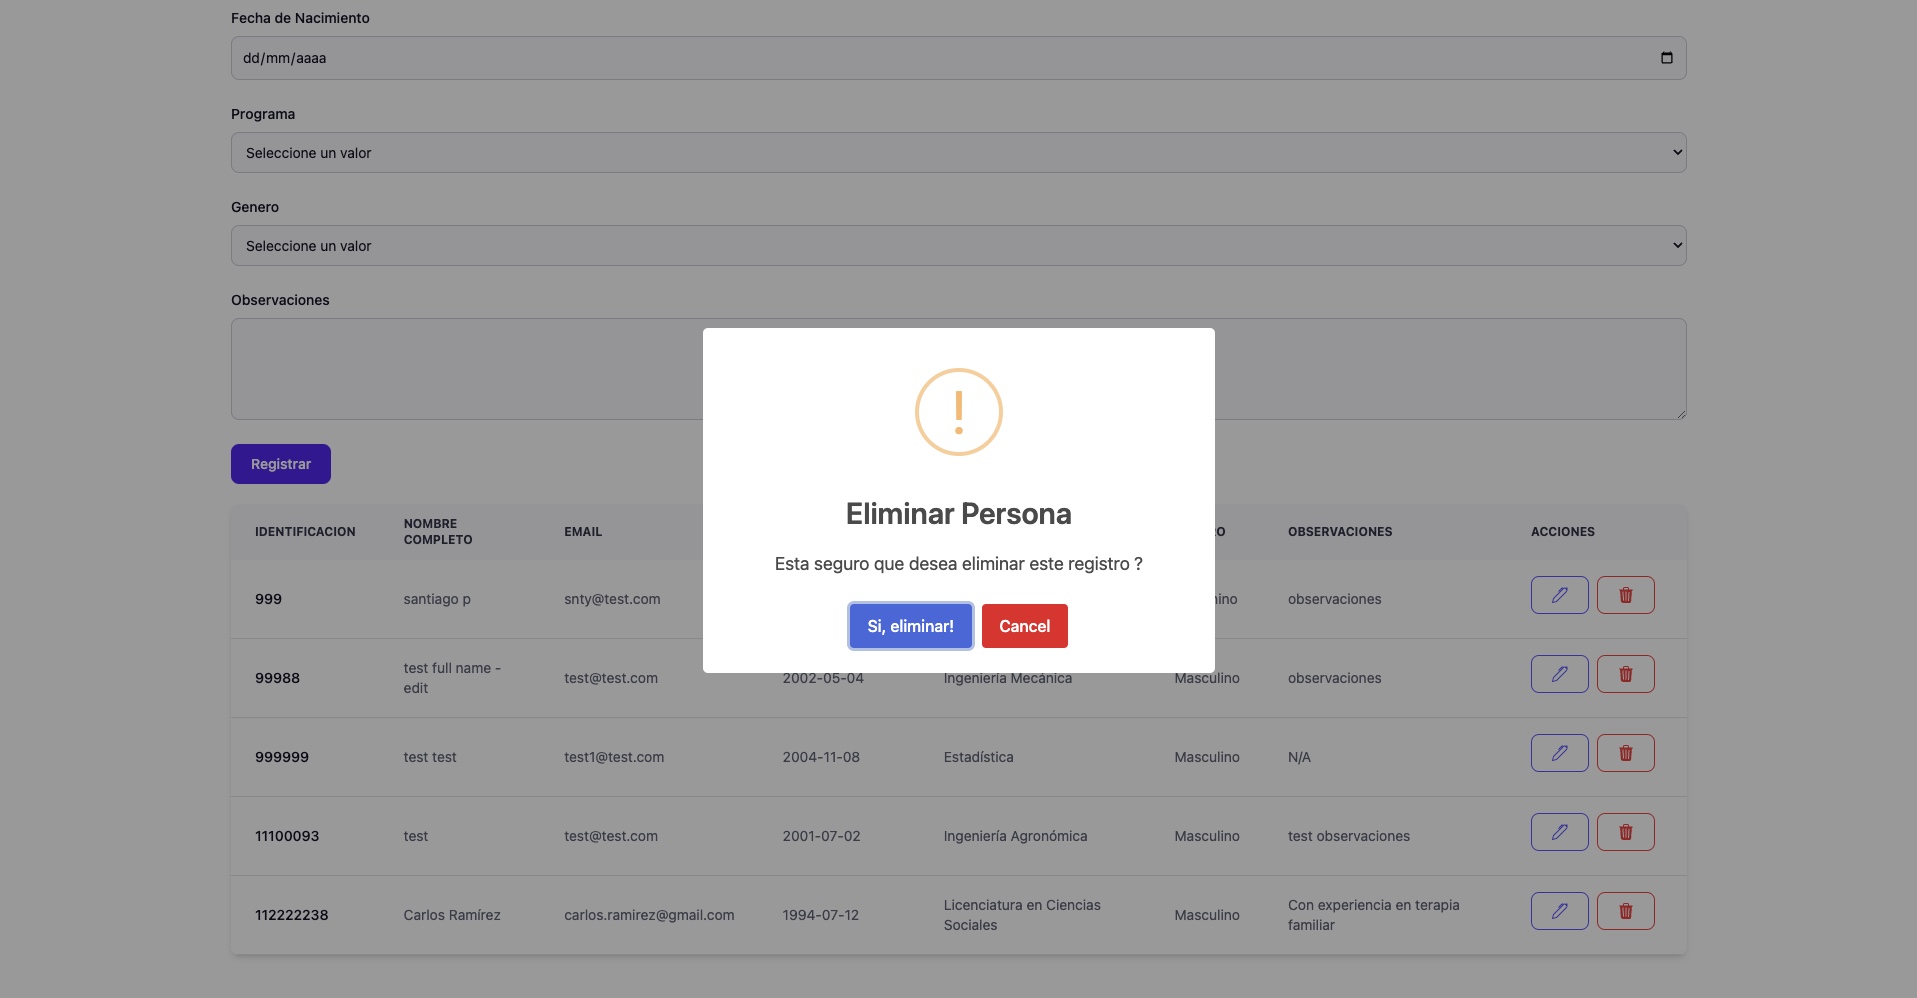 Fecha de Nacimiento
dd/mm/aaaa
Programa
Seleccione un valor
Genero
Seleccione un valor
Observaciones
Registrar
IDENTIFICACION NOMBRE COMPLETO EMAIL OBSERVACIONES ACCIONES
999 santiago p snty@test.com observaciones
99988 test full name - edit test@test.com 2002-05-04 Ingeniería Mecánica Masculino observaciones
999999 test test test1@test.com 2004-11-08 Estadística Masculino N/A
11100093 test test@test.com 2001-07-02 Ingeniería Agronómica Masculino test observaciones
112222238 Carlos Ramírez carlos.ramirez@gmail.com 1994-07-12 Licenciatura en Ciencias Sociales Masculino Con experiencia en terapia familiar
!
Eliminar Persona
Esta seguro que desea eliminar este registro ?
Si, eliminar! Cancel